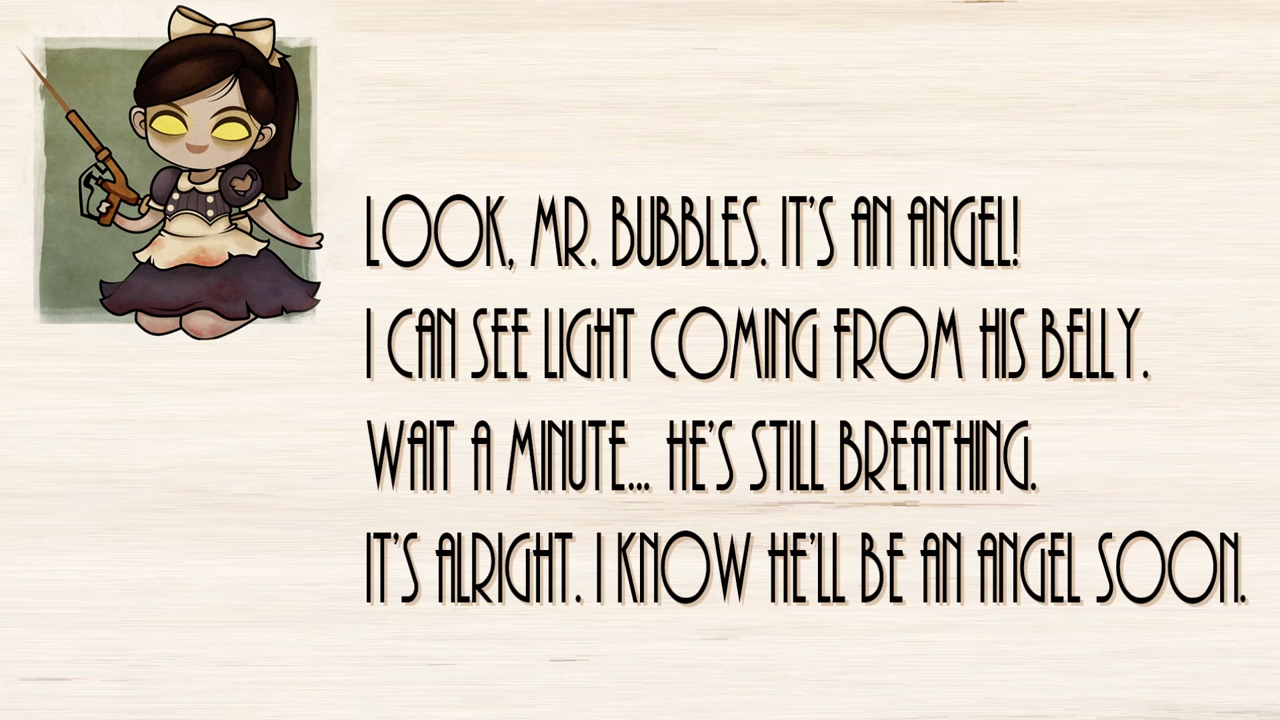 LOOK, MR. BUBBLES. IT'S AN ANGEL!
I CAN SEE LIGHT COMING FROM HIS BELLY.
WAIT A MINUTE... HE'S STILL BREATHING.
IT'S ALRIGHT. I KNOW HE'LL BE AN ANGEL SOON.